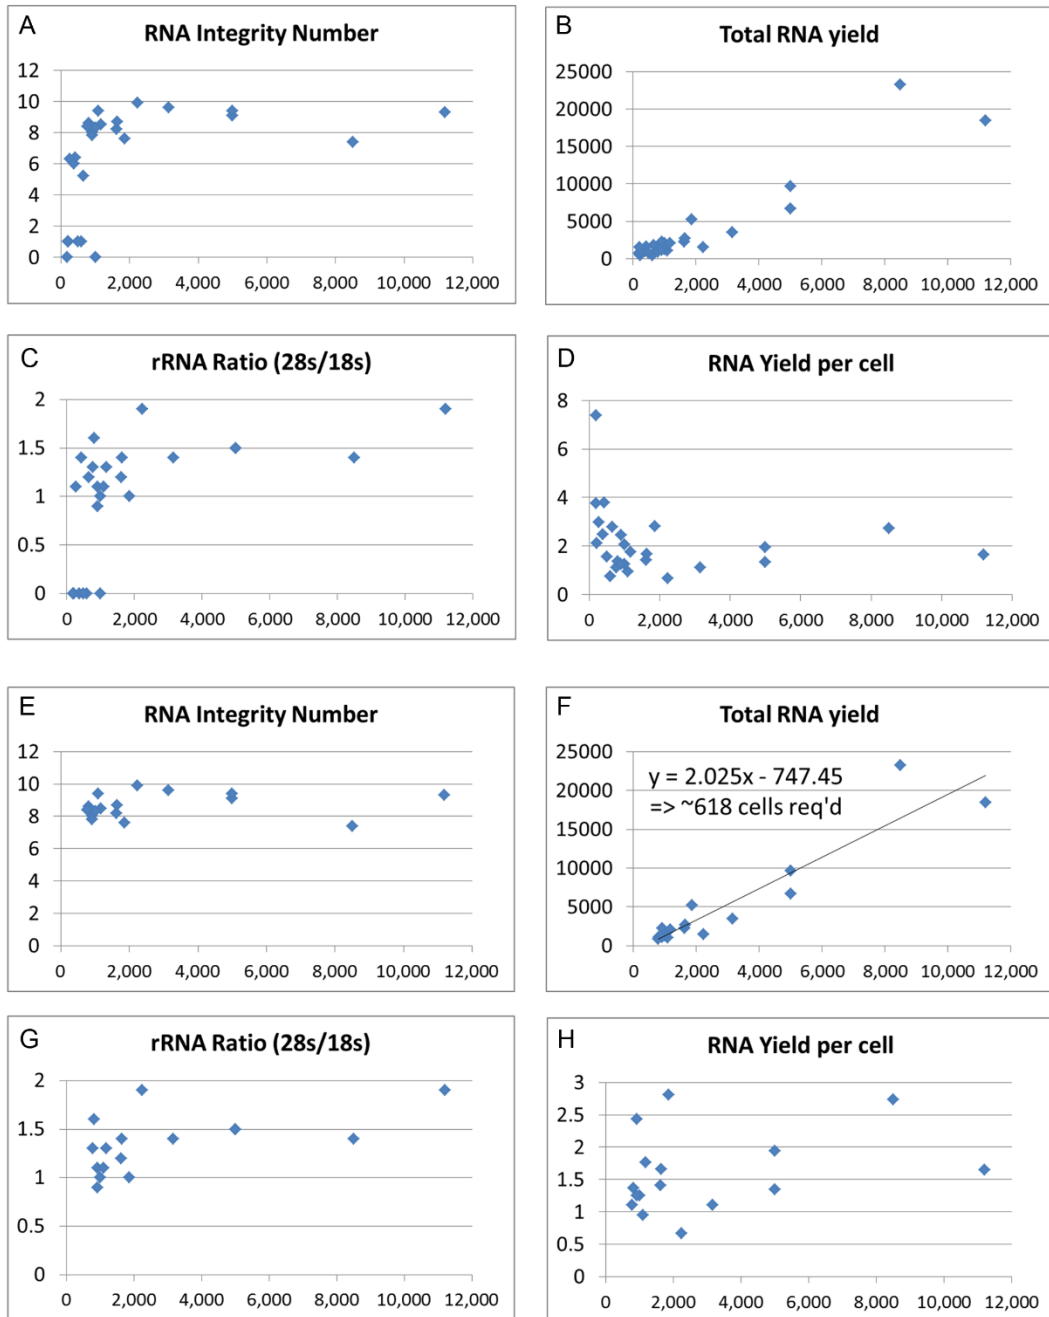 A
RNA Integrity Number
12
10
8
6
4
2
0
0 2,000 4,000 6,000 8,000 10,000 12,000
B
Total RNA yield
25000
20000
15000
10000
5000
0
0 2,000 4,000 6,000 8,000 10,000 12,000
C
rRNA Ratio (28s/18s)
2
1.5
1
0.5
0
0 2,000 4,000 6,000 8,000 10,000 12,000
D
RNA Yield per cell
8
6
4
2
0
0 2,000 4,000 6,000 8,000 10,000 12,000
E
RNA Integrity Number
12
10
8
6
4
2
0
0 2,000 4,000 6,000 8,000 10,000 12,000
F
Total RNA yield
25000
20000
15000
10000
5000
0
y = 2.025x - 747.45
=> ~618 cells req'd
0 2,000 4,000 6,000 8,000 10,000 12,000
G
rRNA Ratio (28s/18s)
2
1.5
1
0.5
0
0 2,000 4,000 6,000 8,000 10,000 12,000
H
RNA Yield per cell
3
2.5
2
1.5
1
0.5
0
0 2,000 4,000 6,000 8,000 10,000 12,000